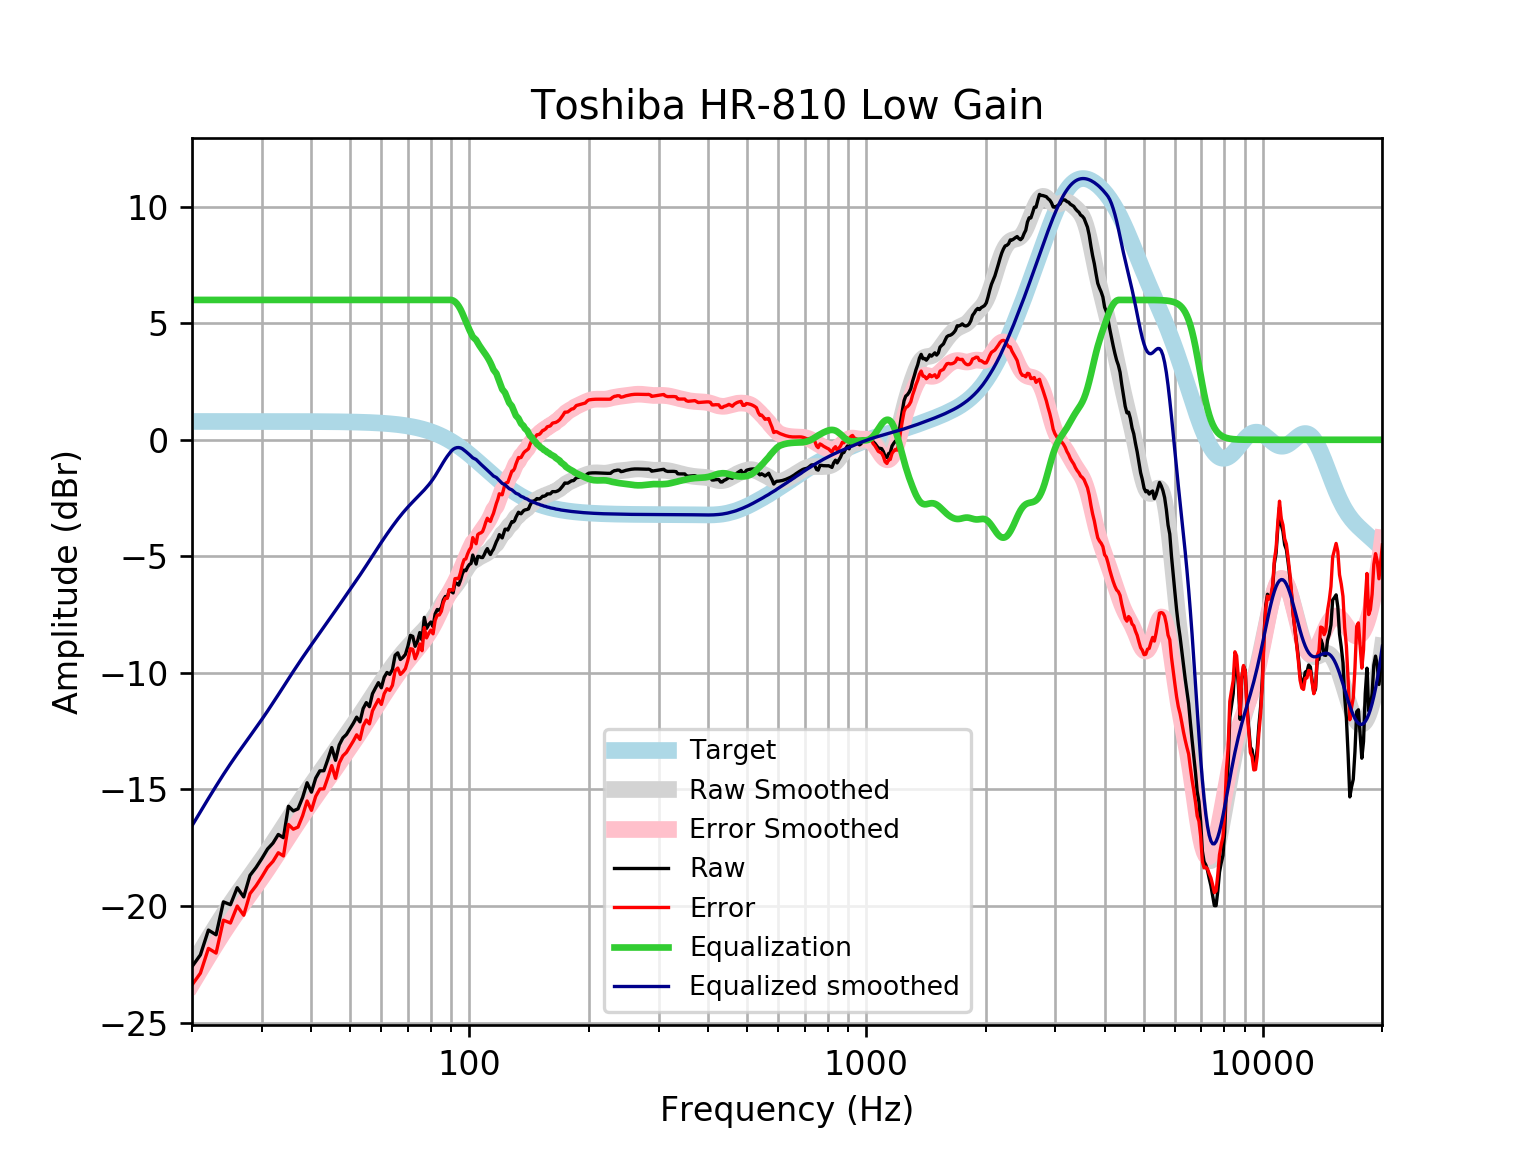 Toshiba HR-810 Low Gain
10
5
0
−5
−10
−15
−20
−25
Amplitude (dBr)
Target
Raw Smoothed
Error Smoothed
Raw
Error
Equalization
Equalized smoothed
100 1000 10000
Frequency (Hz)